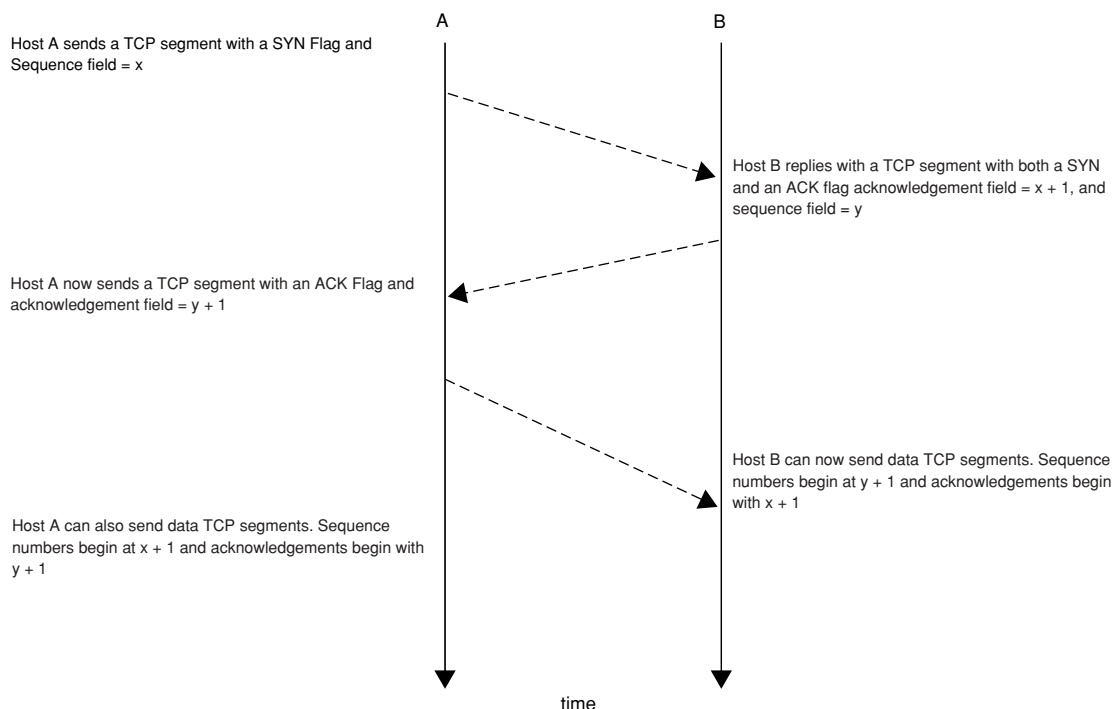 A
B
Host A sends a TCP segment with a SYN Flag and
Sequence field = x
Host B replies with a TCP segment with both a SYN
and an ACK flag acknowledgement field = x + 1, and
sequence field = y
Host A now sends a TCP segment with an ACK Flag and
acknowledgement field = y + 1
Host B can now send data TCP segments. Sequence
numbers begin at y + 1 and acknowledgements begin
with x + 1
Host A can also send data TCP segments. Sequence
numbers begin at x + 1 and acknowledgements begin with
y + 1
time